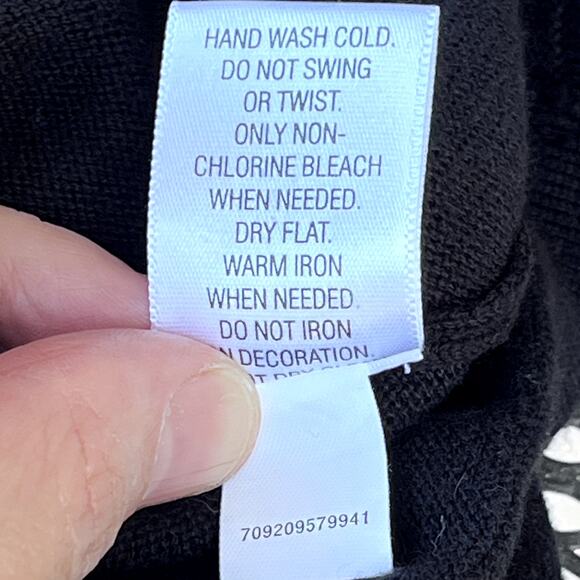 HAND WASH COLD.
DO NOT SWING
OR TWIST.
ONLY NON-
CHLORINE BLEACH
WHEN NEEDED.
DRY FLAT.
WARM IRON
WHEN NEEDED.
DO NOT IRON
DECORATION.
709209579941